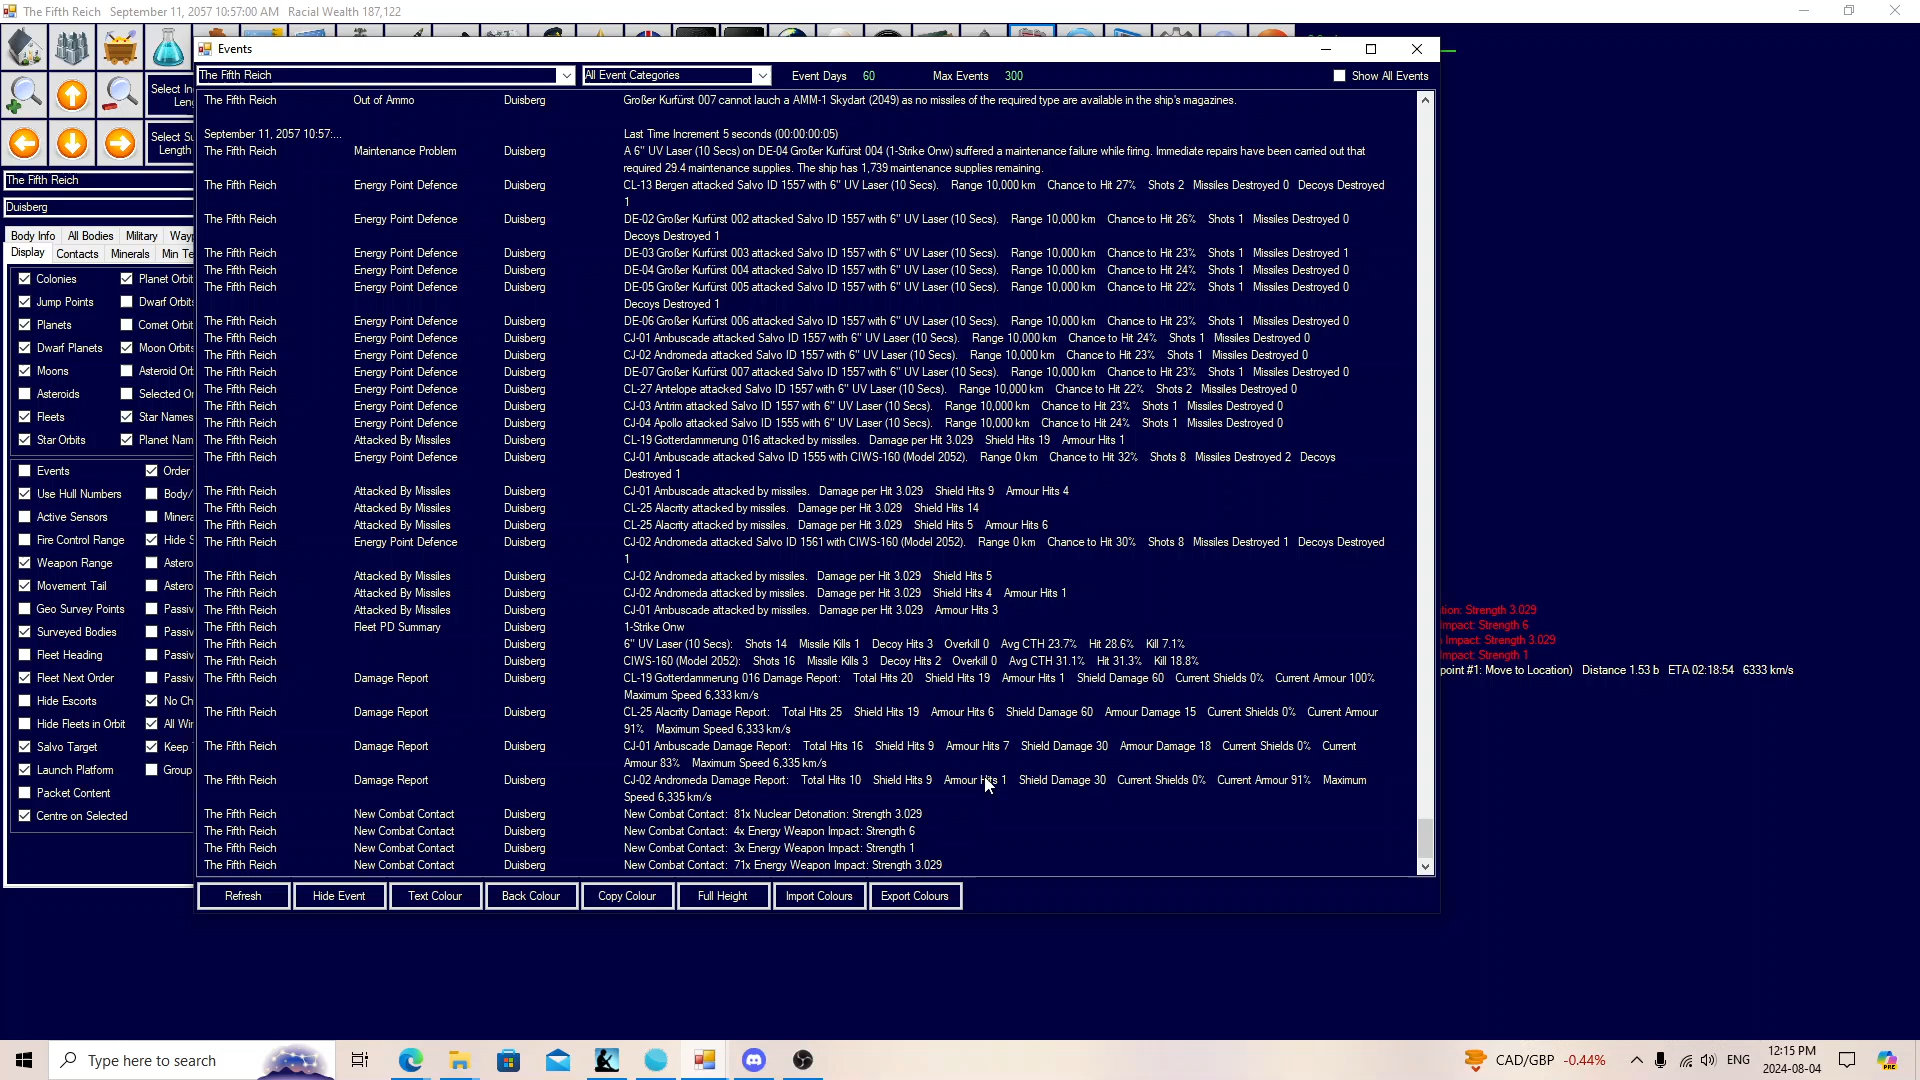 The Fifth Reich   September 11, 2057 10:57:00 AM   Racial Wealth 187,122
Events
The Fifth Reich
All Event Categories
Event Days 60
Max Events 300
Show All Events
Select In
Len
Select Su
Length
The Fifth Reich
Duisberg
Body Info
All Bodies
Military
Wayp
Display
Contacts
Minerals
Min Te
Colonies
Planet Orbit
Jump Points
Dwarf Orbits
Planets
Comet Orbit
Dwarf Planets
Moon Orbits
Moons
Asteroid Orb
Asteroids
Selected Or
Fleets
Star Names
Star Orbits
Planet Nam
Events
Order
Use Hull Numbers
Body/
Active Sensors
Minera
Fire Control Range
Hide S
Weapon Range
Astero
Movement Tail
Astero
Geo Survey Points
Passiv
Surveyed Bodies
Passiv
Fleet Heading
Passiv
Fleet Next Order
Passiv
Hide Escorts
No Ch
Hide Fleets in Orbit
All Wir
Salvo Target
Keep
Launch Platform
Group
Packet Content
Centre on Selected
The Fifth Reich Out of Ammo Duisberg Großer Kurfürst 007 cannot lauch a AMM-1 Skydart (2049) as no missiles of the required type are available in the ship's magazines.
September 11, 2057 10:57:... Last Time Increment 5 seconds (00:00:00:05)
The Fifth Reich Maintenance Problem Duisberg A 6" UV Laser (10 Secs) on DE-04 Großer Kurfürst 004 (1-Strike Onw) suffered a maintenance failure while firing. Immediate repairs have been carried out that
required 29.4 maintenance supplies. The ship has 1,739 maintenance supplies remaining.
The Fifth Reich Energy Point Defence Duisberg CL-13 Bergen attacked Salvo ID 1557 with 6" UV Laser (10 Secs). Range 10,000 km Chance to Hit 27% Shots 2 Missiles Destroyed 0 Decoys Destroyed
1
The Fifth Reich Energy Point Defence Duisberg DE-02 Großer Kurfürst 002 attacked Salvo ID 1557 with 6" UV Laser (10 Secs). Range 10,000 km Chance to Hit 26% Shots 1 Missiles Destroyed 0
Decoys Destroyed 1
The Fifth Reich Energy Point Defence Duisberg DE-03 Großer Kurfürst 003 attacked Salvo ID 1557 with 6" UV Laser (10 Secs). Range 10,000 km Chance to Hit 23% Shots 1 Missiles Destroyed 1
The Fifth Reich Energy Point Defence Duisberg DE-04 Großer Kurfürst 004 attacked Salvo ID 1557 with 6" UV Laser (10 Secs). Range 10,000 km Chance to Hit 24% Shots 1 Missiles Destroyed 0
The Fifth Reich Energy Point Defence Duisberg DE-05 Großer Kurfürst 005 attacked Salvo ID 1557 with 6" UV Laser (10 Secs). Range 10,000 km Chance to Hit 22% Shots 1 Missiles Destroyed 0
Decoys Destroyed 1
The Fifth Reich Energy Point Defence Duisberg DE-06 Großer Kurfürst 006 attacked Salvo ID 1557 with 6" UV Laser (10 Secs). Range 10,000 km Chance to Hit 23% Shots 1 Missiles Destroyed 0
The Fifth Reich Energy Point Defence Duisberg CJ-01 Ambuscade attacked Salvo ID 1557 with 6" UV Laser (10 Secs). Range 10,000 km Chance to Hit 24% Shots 1 Missiles Destroyed 0
The Fifth Reich Energy Point Defence Duisberg CJ-02 Andromeda attacked Salvo ID 1557 with 6" UV Laser (10 Secs). Range 10,000 km Chance to Hit 23% Shots 1 Missiles Destroyed 0
The Fifth Reich Energy Point Defence Duisberg DE-07 Großer Kurfürst 007 attacked Salvo ID 1557 with 6" UV Laser (10 Secs). Range 10,000 km Chance to Hit 23% Shots 1 Missiles Destroyed 0
The Fifth Reich Energy Point Defence Duisberg CL-27 Antelope attacked Salvo ID 1557 with 6" UV Laser (10 Secs). Range 10,000 km Chance to Hit 22% Shots 2 Missiles Destroyed 0
The Fifth Reich Energy Point Defence Duisberg CJ-03 Antrim attacked Salvo ID 1557 with 6" UV Laser (10 Secs). Range 10,000 km Chance to Hit 23% Shots 1 Missiles Destroyed 0
The Fifth Reich Energy Point Defence Duisberg CJ-04 Apollo attacked Salvo ID 1555 with 6" UV Laser (10 Secs). Range 10,000 km Chance to Hit 24% Shots 1 Missiles Destroyed 0
The Fifth Reich Attacked By Missiles Duisberg CL-19 Gotterdammerung 016 attacked by missiles. Damage per Hit 3.029 Shield Hits 19 Armour Hits 1
The Fifth Reich Energy Point Defence Duisberg CJ-01 Ambuscade attacked Salvo ID 1555 with CIWS-160 (Model 2052). Range 0 km Chance to Hit 32% Shots 8 Missiles Destroyed 2 Decoys
Destroyed 1
The Fifth Reich Attacked By Missiles Duisberg CJ-01 Ambuscade attacked by missiles. Damage per Hit 3.029 Shield Hits 9 Armour Hits 4
The Fifth Reich Attacked By Missiles Duisberg CL-25 Alacrity attacked by missiles. Damage per Hit 3.029 Shield Hits 14
The Fifth Reich Attacked By Missiles Duisberg CL-25 Alacrity attacked by missiles. Damage per Hit 3.029 Shield Hits 5 Armour Hits 6
The Fifth Reich Energy Point Defence Duisberg CJ-02 Andromeda attacked Salvo ID 1561 with CIWS-160 (Model 2052). Range 0 km Chance to Hit 30% Shots 8 Missiles Destroyed 1 Decoys Destroyed
1
The Fifth Reich Attacked By Missiles Duisberg CJ-02 Andromeda attacked by missiles. Damage per Hit 3.029 Shield Hits 5
The Fifth Reich Attacked By Missiles Duisberg CJ-02 Andromeda attacked by missiles. Damage per Hit 3.029 Shield Hits 4 Armour Hits 1
The Fifth Reich Attacked By Missiles Duisberg CJ-01 Ambuscade attacked by missiles. Damage per Hit 3.029 Armour Hits 3
The Fifth Reich Fleet PD Summary Duisberg 1-Strike Onw
Duisberg 6" UV Laser (10 Secs): Shots 14 Missile Kills 1 Decoy Hits 3 Overkill 0 Avg CTH 23.7% Hit 28.6% Kill 7.1%
Duisberg CIWS-160 (Model 2052): Shots 16 Missile Kills 3 Decoy Hits 2 Overkill 0 Avg CTH 31.1% Hit 31.3% Kill 18.8%
The Fifth Reich Damage Report Duisberg CL-19 Gotterdammerung 016 Damage Report: Total Hits 20 Shield Hits 19 Armour Hits 1 Shield Damage 60 Current Shields 0% Current Armour 100%
Maximum Speed 6,333 km/s
The Fifth Reich Damage Report Duisberg CL-25 Alacrity Damage Report: Total Hits 25 Shield Hits 19 Armour Hits 6 Shield Damage 60 Armour Damage 15 Current Shields 0% Current Armour
91% Maximum Speed 6,333 km/s
The Fifth Reich Damage Report Duisberg CJ-01 Ambuscade Damage Report: Total Hits 16 Shield Hits 9 Armour Hits 7 Shield Damage 30 Armour Damage 18 Current Shields 0% Current
Armour 83% Maximum Speed 6,335 km/s
The Fifth Reich Damage Report Duisberg CJ-02 Andromeda Damage Report: Total Hits 10 Shield Hits 9 Armour Hits 1 Shield Damage 30 Current Shields 0% Current Armour 91% Maximum
Speed 6,335 km/s
The Fifth Reich New Combat Contact Duisberg New Combat Contact: 81x Nuclear Detonation: Strength 3.029
The Fifth Reich New Combat Contact Duisberg New Combat Contact: 4x Energy Weapon Impact: Strength 6
The Fifth Reich New Combat Contact Duisberg New Combat Contact: 3x Energy Weapon Impact: Strength 1
The Fifth Reich New Combat Contact Duisberg New Combat Contact: 71x Energy Weapon Impact: Strength 3.029
Refresh
Hide Event
Text Colour
Back Colour
Copy Colour
Full Height
Import Colours
Export Colours
tion: Strength 3.029
mpact: Strength 6
Impact: Strength 3.029
mpact: Strength 1
point #1: Move to Location) Distance 1.53 b ETA 02:18:54 6333 km/s
Type here to search
CAD/GBP -0.44%
ENG
12:15 PM
2024-08-04
PRE